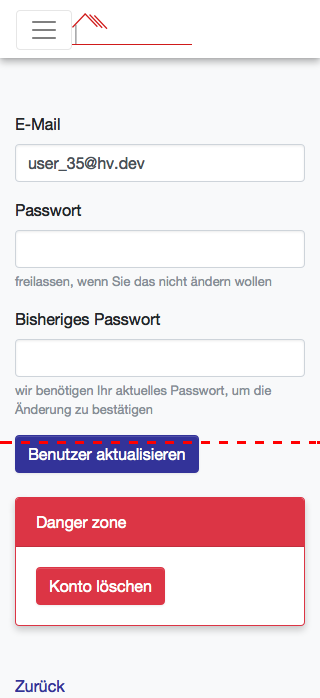 E-Mail
user_35@hv.dev
Passwort
freilassen, wenn Sie das nicht ändern wollen
Bisheriges Passwort
wir benötigen Ihr aktuelles Passwort, um die
Änderung zu bestätigen
Benutzer aktualisieren
Danger zone
Konto löschen
Zurück